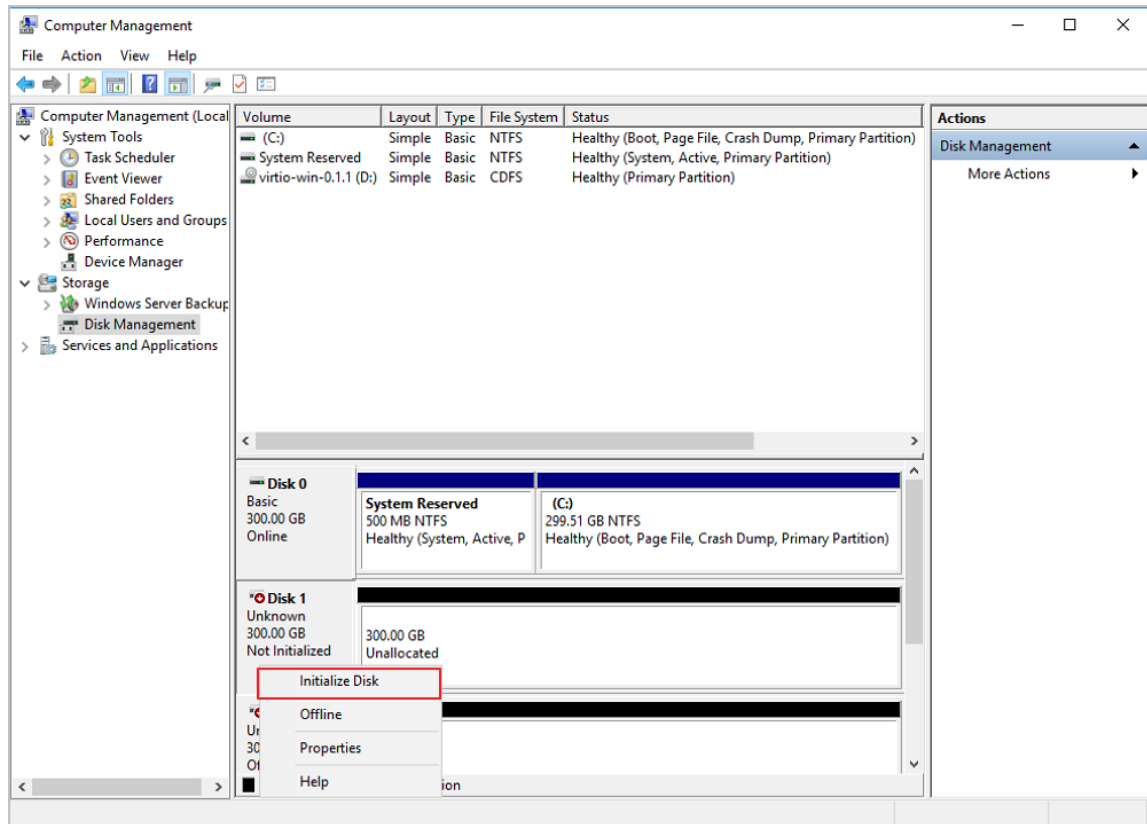 Computer Management
File Action View Help
Computer Management (Local
System Tools
Task Scheduler
Event Viewer
Shared Folders
Local Users and Groups
Performance
Device Manager
Storage
Windows Server Backup
Disk Management
Services and Applications
Volume Layout Type File System Status
(C:) Simple Basic NTFS Healthy (Boot, Page File, Crash Dump, Primary Partition)
System Reserved Simple Basic NTFS Healthy (System, Active, Primary Partition)
virtio-win-0.1.1 (D:) Simple Basic CDFS Healthy (Primary Partition)
Disk 0
Basic
300.00 GB
Online
System Reserved
500 MB NTFS
Healthy (System, Active, P
(C:)
299.51 GB NTFS
Healthy (Boot, Page File, Crash Dump, Primary Partition)
Disk 1
Unknown
300.00 GB
Not Initialized
300.00 GB
Unallocated
Initialize Disk
Offline
Properties
Help
Actions
Disk Management
More Actions